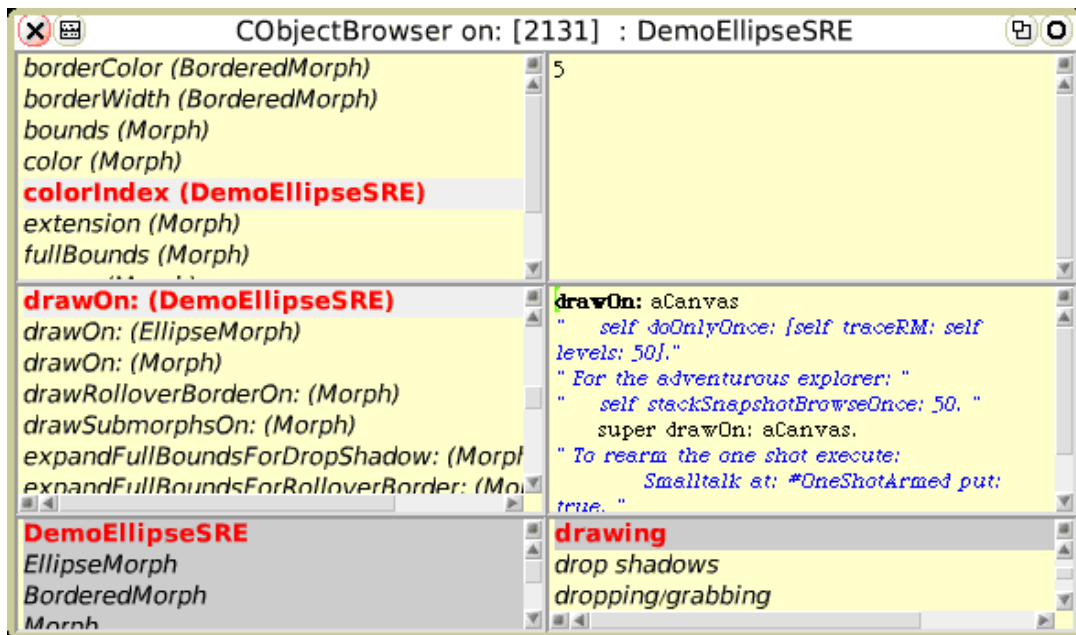 CObjectBrowser on: [2131] : DemoEllipseSRE
borderColor (BorderedMorph)
borderWidth (BorderedMorph)
bounds (Morph)
color (Morph)
colorIndex (DemoEllipseSRE)
extension (Morph)
fullBounds (Morph)
5
drawOn: (DemoEllipseSRE)
drawOn: (EllipseMorph)
drawOn: (Morph)
drawRolloverBorderOn: (Morph)
drawSubmorphsOn: (Morph)
expandFullBoundsForDropShadow: (Morph
expandFullBoundsForRolloverBorder: (Mor
drawOn: aCanvas
" self doOnlyOnce: [self traceRM: self
levels: 50]."
" For the adventurous explorer: "
" self stackSnapshotBrowseOnce: 50. "
super drawOn: aCanvas.
" To rearm the one shot execute:
Smalltalk at: #OneShotArmed put:
true. "
DemoEllipseSRE
EllipseMorph
BorderedMorph
Morph
drawing
drop shadows
dropping/grabbing